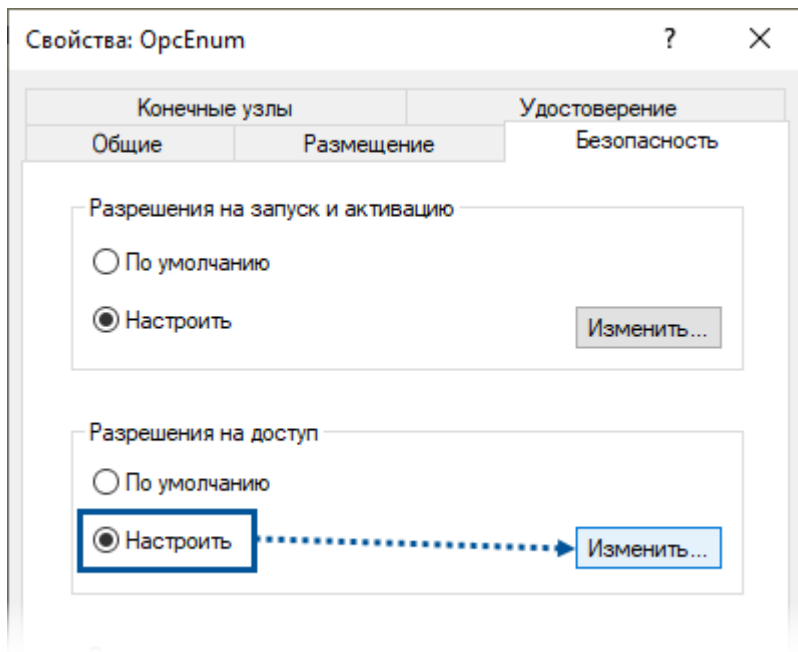 Свойства: OpcEnum ?
Конечные узлы Удостоверение
Общие Размещение Безопасность
Разрешения на запуск и активацию
По умолчанию
Настроить Изменить...
Разрешения на доступ
По умолчанию
Настроить Изменить...